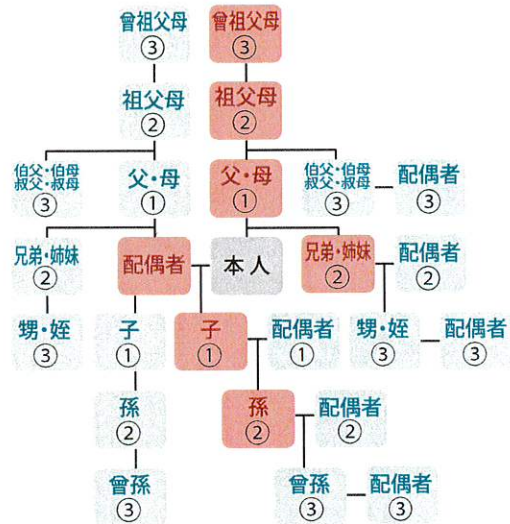 曾祖父母
③
曾祖父母
③
祖父母
②
祖父母
②
伯父・伯母
叔父・叔母
③
父・母
①
父・母
①
伯父・伯母
叔父・叔母
③
配偶者
③
兄弟・姉妹
②
配偶者
本人
兄弟・姉妹
②
配偶者
②
甥・姪
③
子
①
子
①
配偶者
①
甥・姪
③
配偶者
③
孫
②
孫
②
配偶者
②
曾孫
③
曾孫
③
配偶者
③